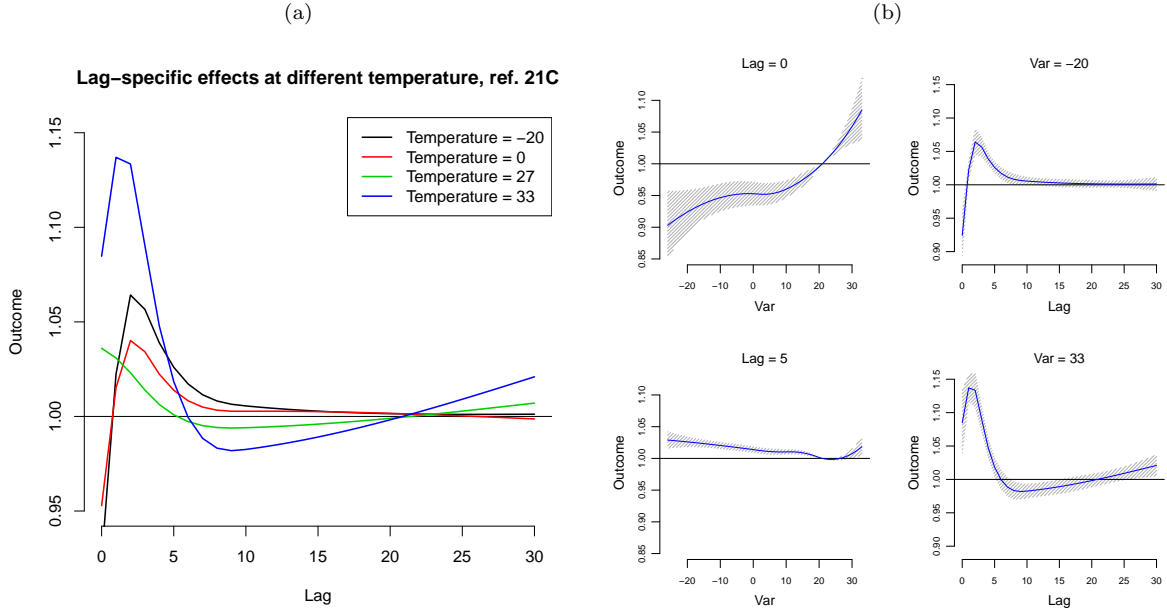 (a)
Lag−specific effects at different temperature, ref. 21C
Temperature = −20
Temperature = 0
Temperature = 27
Temperature = 33
Outcome
1.15
1.10
1.05
1.00
0.95
0 5 10 15 20 25 30
Lag
(b)
Lag = 0
Outcome
1.10
1.05
1.00
0.95
0.90
0.85
−20 −10 0 10 20 30
Var
Var = −20
Outcome
1.15
1.10
1.05
1.00
0.95
0.90
0 5 10 15 20 25 30
Lag
Lag = 5
Outcome
1.10
1.05
1.00
0.95
0.90
0.85
−20 −10 0 10 20 30
Var
Var = 33
Outcome
1.15
1.10
1.05
1.00
0.95
0.90
0 5 10 15 20 25 30
Lag